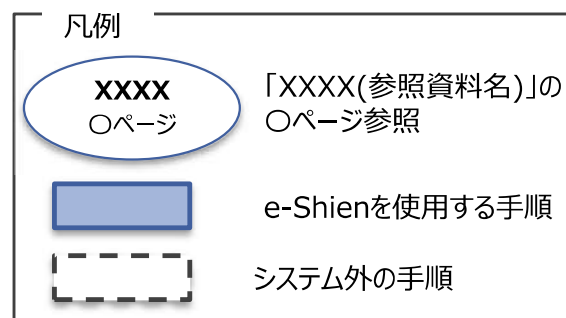 凡例
XXXX
〇ページ
「XXXX(参照資料名)」の
〇ページ参照
e-Shienを使用する手順
システム外の手順